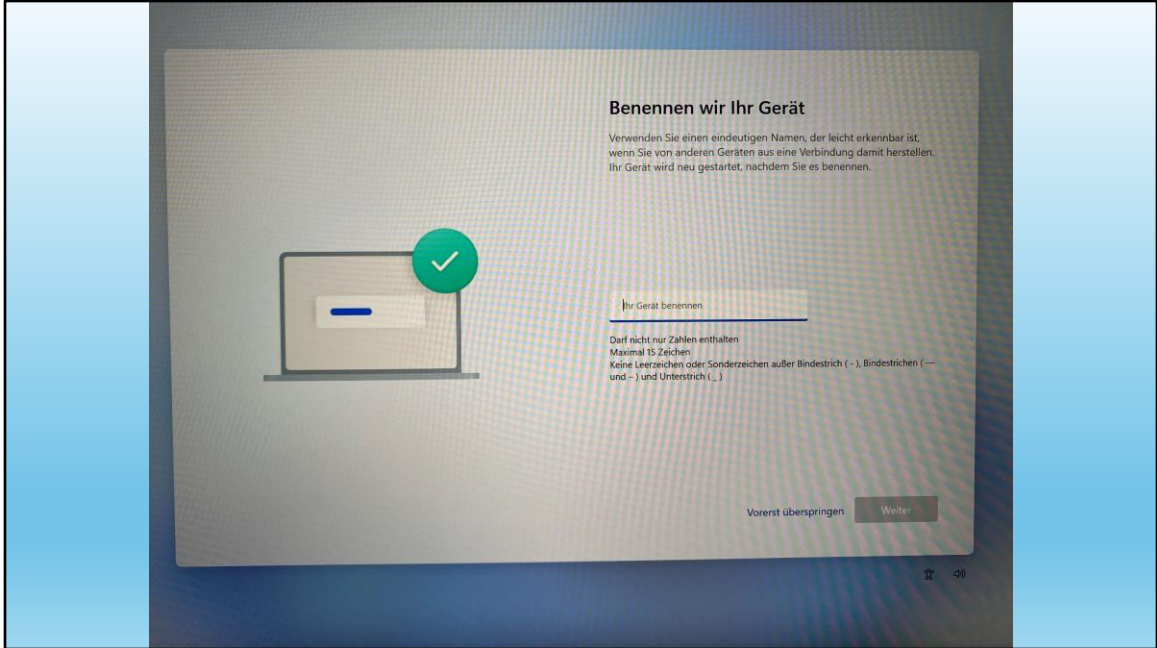 Benennen wir Ihr Gerät
Verwenden Sie einen eindeutigen Namen, der leicht erkennbar ist,
wenn Sie von anderen Geräten aus eine Verbindung damit herstellen.
Ihr Gerät wird neu gestartet, nachdem Sie es benennen.
Ihr Gerät benennen
Darf nicht nur Zahlen enthalten
Maximal 15 Zeichen
Keine Leerzeichen oder Sonderzeichen außer Bindestrich ( - ), Bindestrichen ( —
und – ) und Unterstrich ( _ )
Vorerst überspringen
Weiter